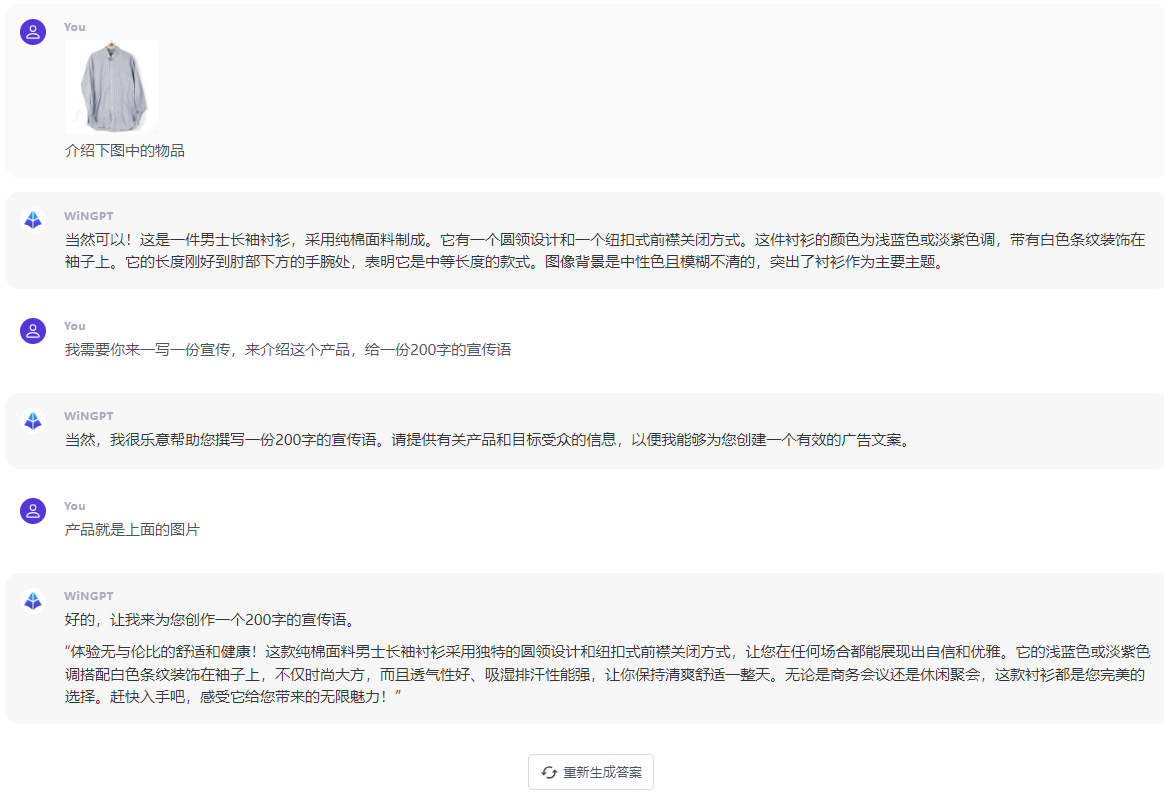 You
介绍下图中的物品
WiNGPT
当然可以！这是一件男士长袖衬衫，采用纯棉面料制成。它有一个圆领设计和一个纽扣式前襟关闭方式。这件衬衫的颜色为浅蓝色或淡紫色调，带有白色条纹装饰在
袖子上。它的长度刚好到肘部下方的手腕处，表明它是中等长度的款式。图像背景是中性色且模糊不清的，突出了衬衫作为主要主题。
You
我需要你来一写一份宣传，来介绍这个产品，给一份200字的宣传语
WiNGPT
当然，我很乐意帮助您撰写一份200字的宣传语。请提供有关产品和目标受众的信息，以便我能够为您创建一个有效的广告文案。
You
产品就是上面的图片
WiNGPT
好的，让我来为您创作一个200字的宣传语。
“体验无与伦比的舒适和健康！这款纯棉面料男士长袖衬衫采用独特的圆领设计和纽扣式前襟关闭方式，让您在任何场合都能展现出自信和优雅。它的浅蓝色或淡紫色
调搭配白色条纹装饰在袖子上，不仅时尚大方，而且透气性好、吸湿排汗性能强，让你保持清爽舒适一整天。无论是商务会议还是休闲聚会，这款衬衫都是您完美的
选择。赶快入手吧，感受它给您带来的无限魅力！”
重新生成答案